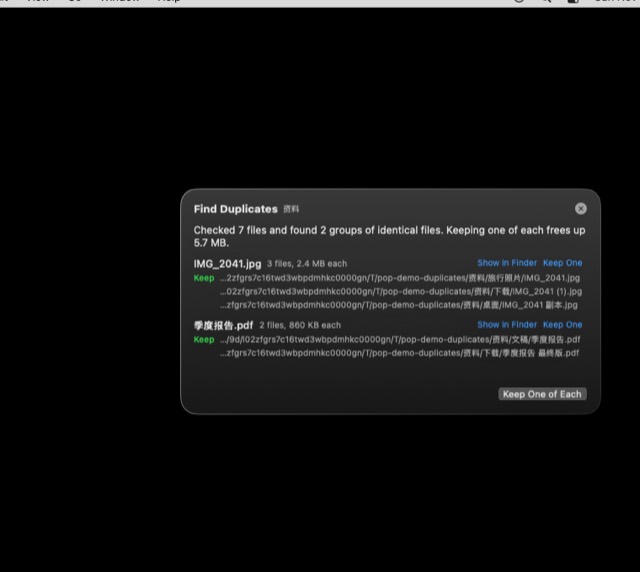 Find Duplicates 资料
Checked 7 files and found 2 groups of identical files. Keeping one of each frees up
5.7 MB.
IMG_2041.jpg 3 files, 2.4 MB each Show in Finder Keep One
Keep ...2zfgrs7c16twd3wbpdmhkc0000gn/T/pop-demo-duplicates/资料/旅行照片/IMG_2041.jpg
...02zfgrs7c16twd3wbpdmhkc0000gn/T/pop-demo-duplicates/资料/下载/IMG_2041 (1).jpg
...zfgrs7c16twd3wbpdmhkc0000gn/T/pop-demo-duplicates/资料/桌面/IMG_2041 副本.jpg
季度报告.pdf 2 files, 860 KB each Show in Finder Keep One
Keep .../9d/l02zfgrs7c16twd3wbpdmhkc0000gn/T/pop-demo-duplicates/资料/文稿/季度报告.pdf
...zfgrs7c16twd3wbpdmhkc0000gn/T/pop-demo-duplicates/资料/下载/季度报告 最终版.pdf
Keep One of Each